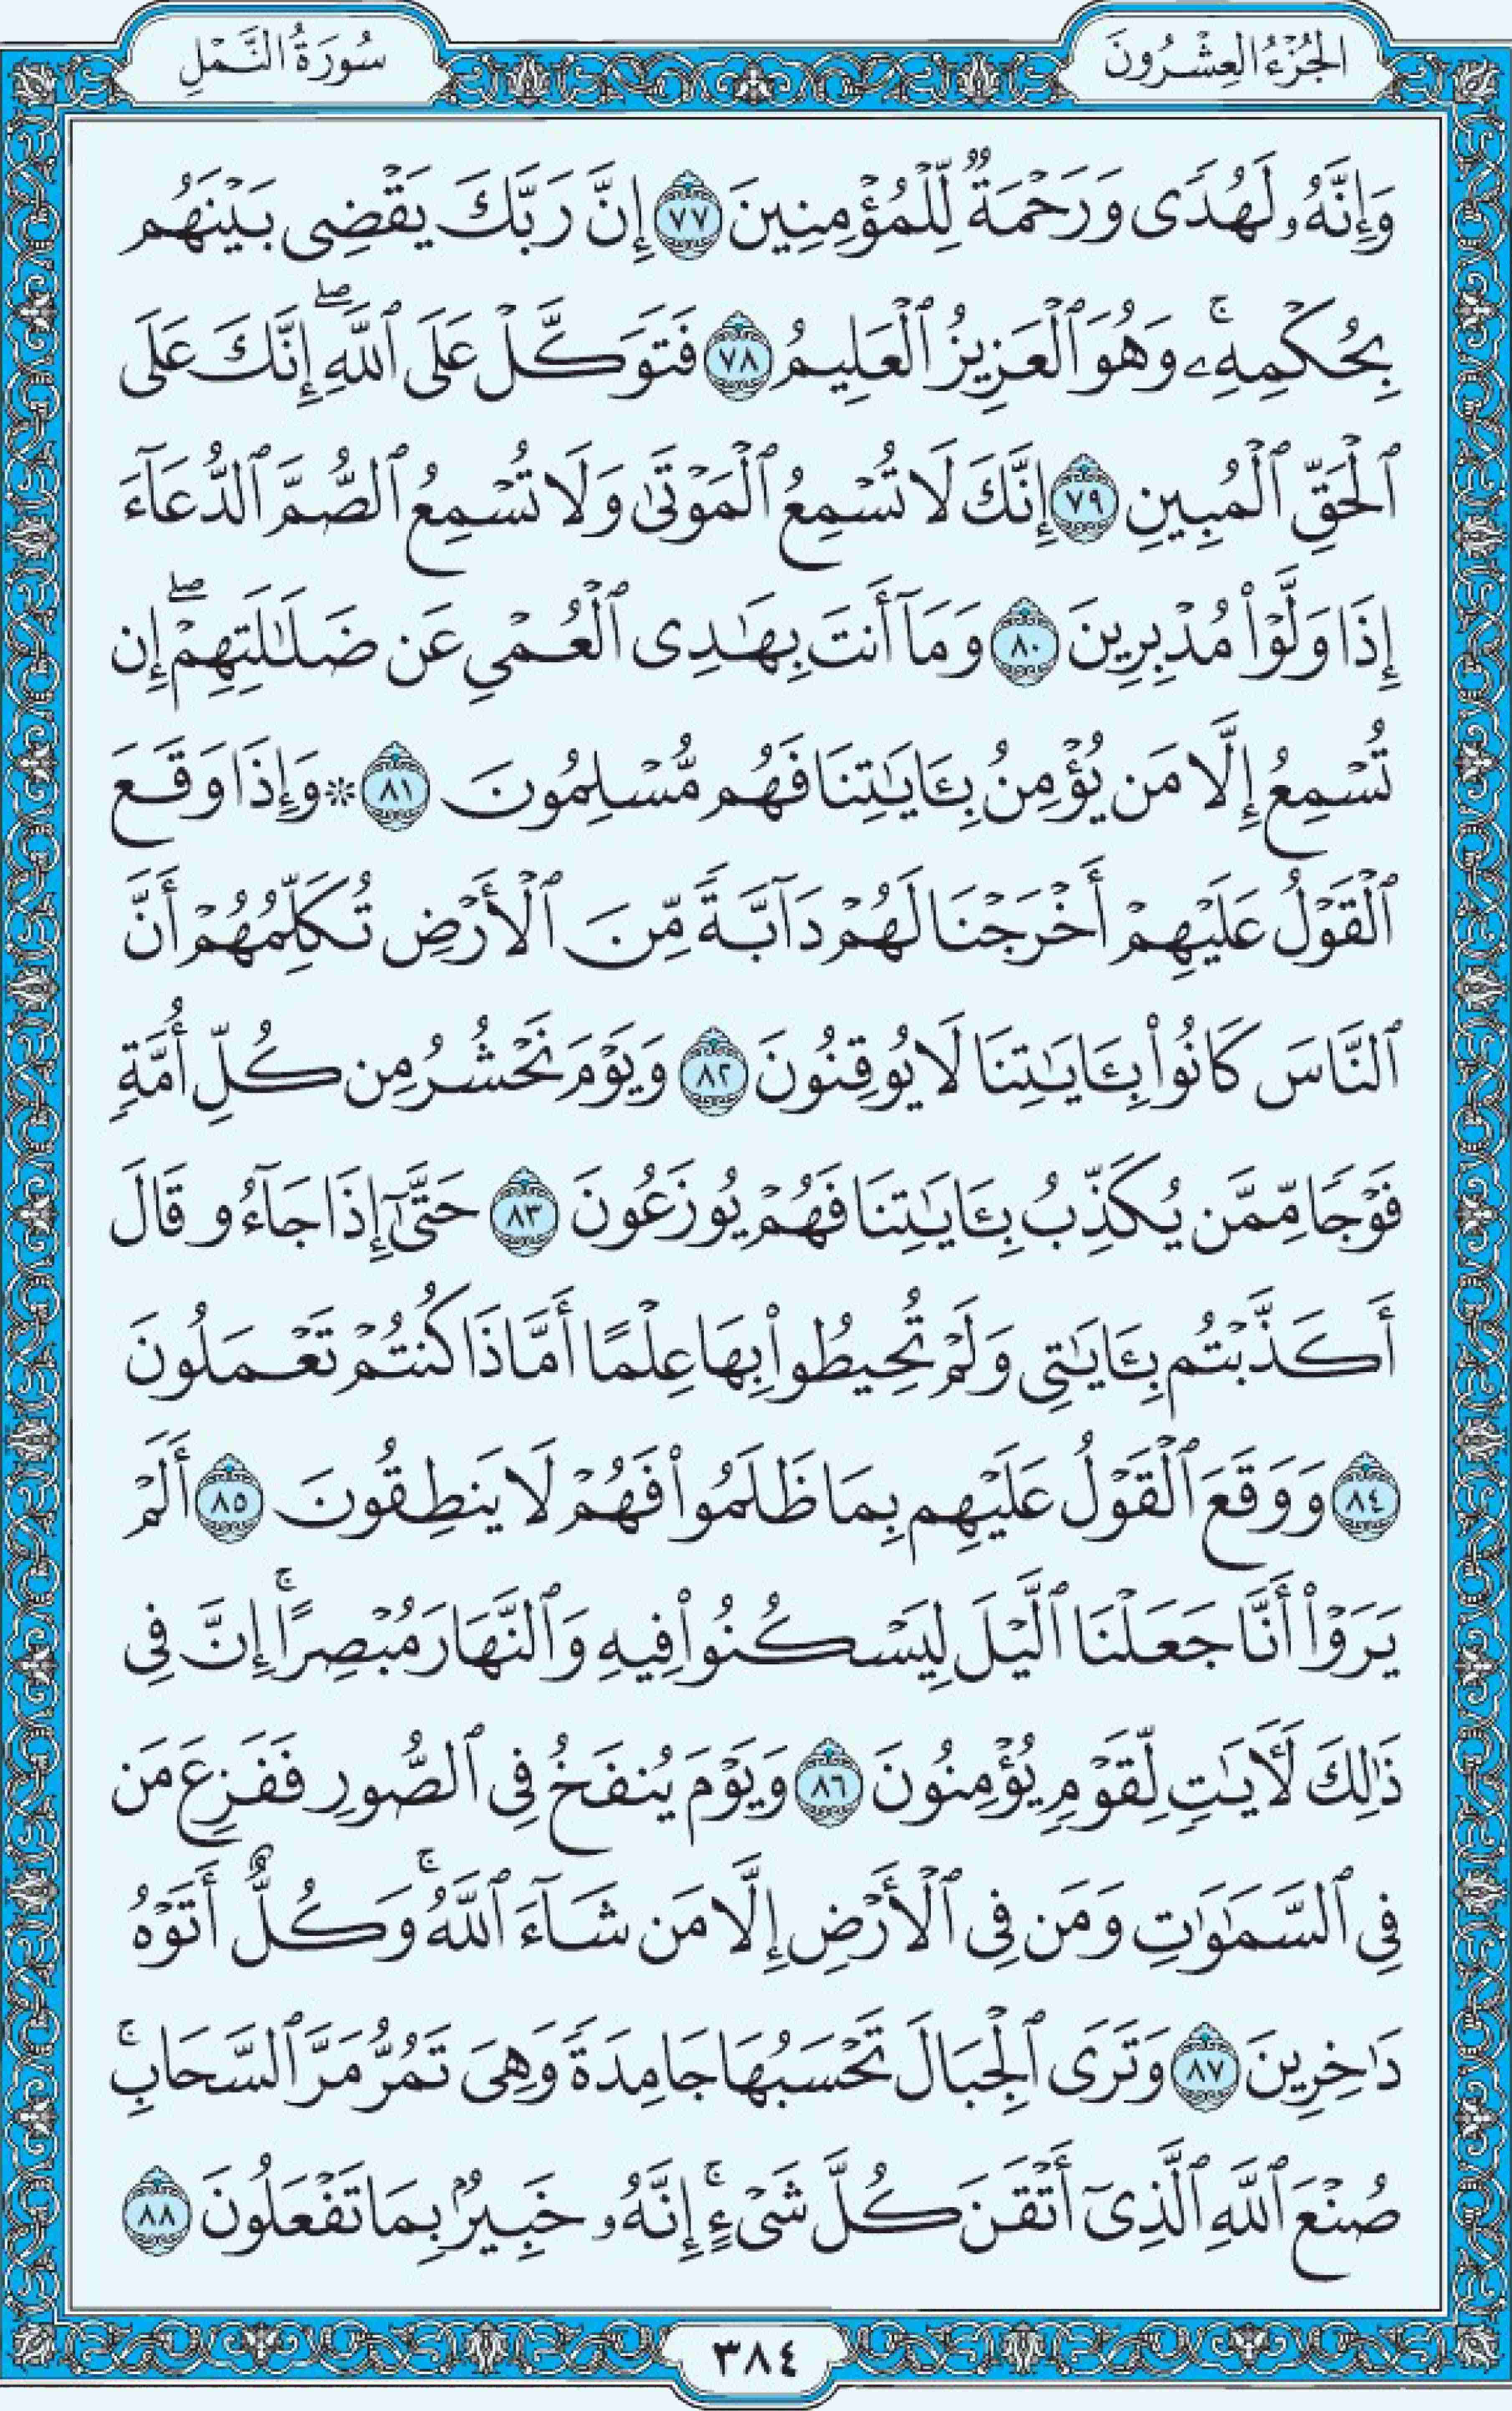 الجُزْءُ العِشْرُونَ
سُورَةُ النَّمْلِ
وَإِنَّهُۥ لَهُدًى وَرَحْمَةٌ لِّلْمُؤْمِنِينَ ٧٧ إِنَّ رَبَّكَ يَقْضِى بَيْنَهُم
بِحُكْمِهِۦۚ وَهُوَ ٱلْعَزِيزُ ٱلْعَلِيمُ ٧٨ فَتَوَكَّلْ عَلَى ٱللَّهِۖ إِنَّكَ عَلَى
ٱلْحَقِّ ٱلْمُبِينِ ٧٩ إِنَّكَ لَا تُسْمِعُ ٱلْمَوْتَىٰ وَلَا تُسْمِعُ ٱلصُّمَّ ٱلدُّعَآءَ
إِذَا وَلَّوْا۟ مُدْبِرِينَ ٨٠ وَمَآ أَنتَ بِهَـٰدِى ٱلْعُمْىِ عَن ضَلَـٰلَتِهِمْۖ إِن
تُسْمِعُ إِلَّا مَن يُؤْمِنُ بِـَٔايَـٰتِنَا فَهُم مُّسْلِمُونَ ٨١ ۞ وَإِذَا وَقَعَ
ٱلْقَوْلُ عَلَيْهِمْ أَخْرَجْنَا لَهُمْ دَآبَّةً مِّنَ ٱلْأَرْضِ تُكَلِّمُهُمْ أَنَّ
ٱلنَّاسَ كَانُوا۟ بِـَٔايَـٰتِنَا لَا يُوقِنُونَ ٨٢ وَيَوْمَ نَحْشُرُ مِن كُلِّ أُمَّةٍ
فَوْجًا مِّمَّن يُكَذِّبُ بِـَٔايَـٰتِنَا فَهُمْ يُوزَعُونَ ٨٣ حَتَّىٰٓ إِذَا جَآءُو قَالَ
أَكَذَّبْتُم بِـَٔايَـٰتِى وَلَمْ تُحِيطُوا۟ بِهَا عِلْمًا أَمَّاذَا كُنتُمْ تَعْمَلُونَ
٨٤ وَوَقَعَ ٱلْقَوْلُ عَلَيْهِم بِمَا ظَلَمُوا۟ فَهُمْ لَا يَنطِقُونَ ٨٥ أَلَمْ
يَرَوْا۟ أَنَّا جَعَلْنَا ٱلَّيْلَ لِيَسْكُنُوا۟ فِيهِ وَٱلنَّهَارَ مُبْصِرًاۚ إِنَّ فِى
ذَٰلِكَ لَـَٔايَـٰتٍ لِّقَوْمٍ يُؤْمِنُونَ ٨٦ وَيَوْمَ يُنفَخُ فِى ٱلصُّورِ فَفَزِعَ مَن
فِى ٱلسَّمَـٰوَٰتِ وَمَن فِى ٱلْأَرْضِ إِلَّا مَن شَآءَ ٱللَّهُۚ وَكُلٌّ أَتَوْهُ
دَٰخِرِينَ ٨٧ وَتَرَى ٱلْجِبَالَ تَحْسَبُهَا جَامِدَةً وَهِىَ تَمُرُّ مَرَّ ٱلسَّحَابِۚ
صُنْعَ ٱللَّهِ ٱلَّذِىٓ أَتْقَنَ كُلَّ شَىْءٍۚ إِنَّهُۥ خَبِيرٌۢ بِمَا تَفْعَلُونَ ٨٨
٣٨٤